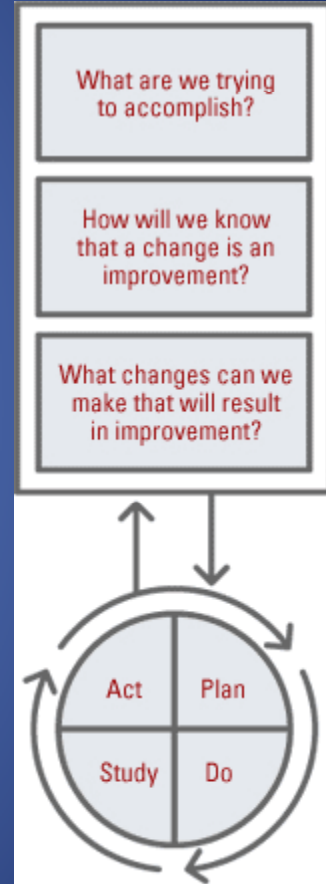 What are we trying
to accomplish?
How will we know
that a change is an
improvement?
What changes can we
make that will result
in improvement?
Act
Plan
Study
Do